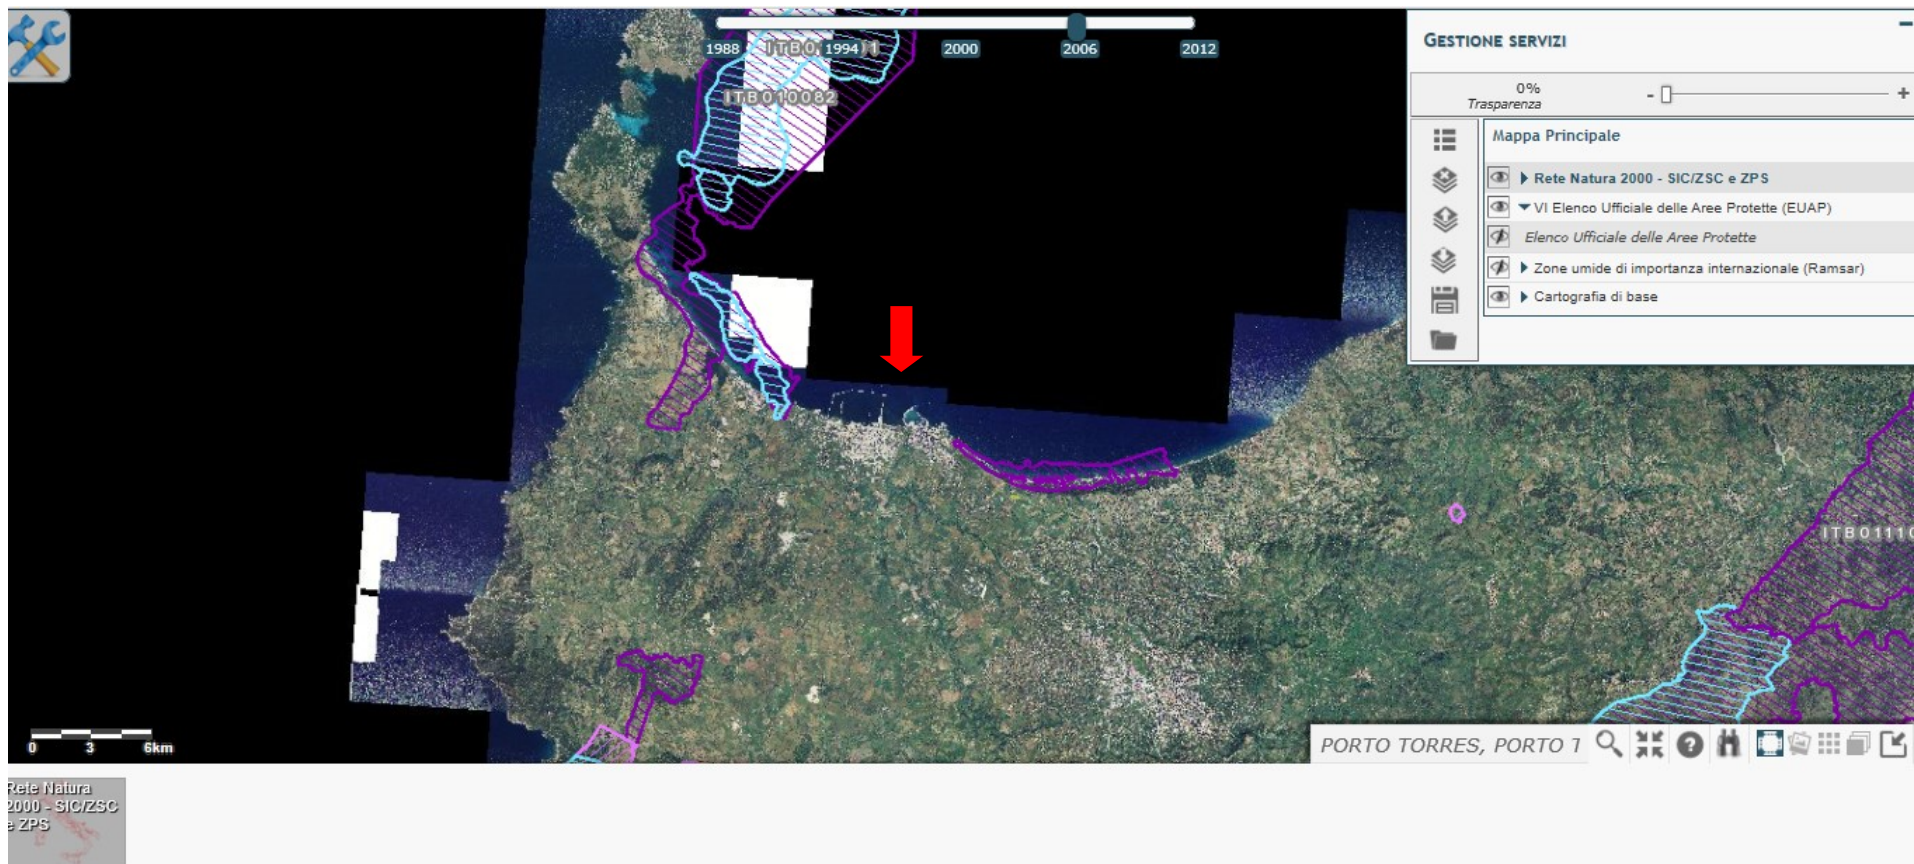 1988
1994
2000
2006
2012
ITB010082
GESTIONE SERVIZI
0%
Trasparenza
-
+
Mappa Principale
Rete Natura 2000 - SIC/ZSC e ZPS
VI Elenco Ufficiale delle Aree Protette (EUAP)
Elenco Ufficiale delle Aree Protette
Zone umide di importanza internazionale (Ramsar)
Cartografia di base
ITB01110
0 3 6km
PORTO TORRES, PORTO T
Rete Natura
2000 - SIC/ZSC
e ZPS